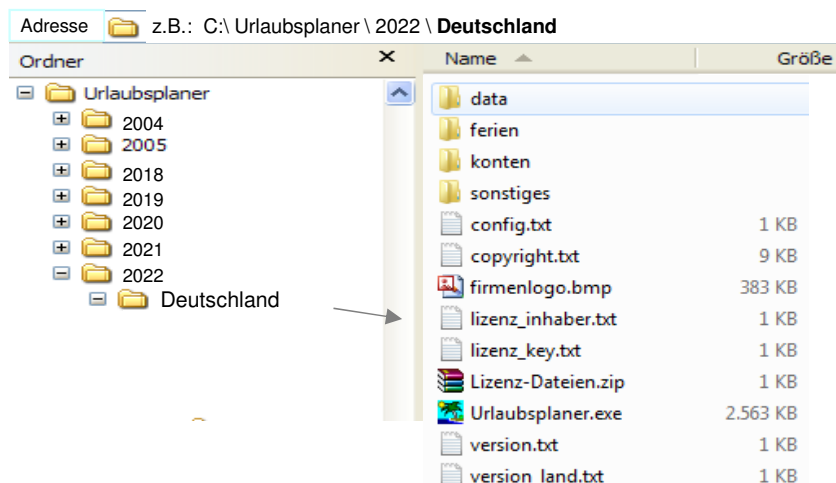 Adresse z.B.: C:\ Urlaubsplaner \ 2022 \ Deutschland
Ordner
Urlaubsplaner
2004
2005
2018
2019
2020
2021
2022
Deutschland
Name Größe
data
ferien
konten
sonstiges
config.txt 1 KB
copyright.txt 9 KB
firmenlogo.bmp 383 KB
lizenz_inhaber.txt 1 KB
lizenz_key.txt 1 KB
Lizenz-Dateien.zip 1 KB
Urlaubsplaner.exe 2.563 KB
version.txt 1 KB
version_land.txt 1 KB